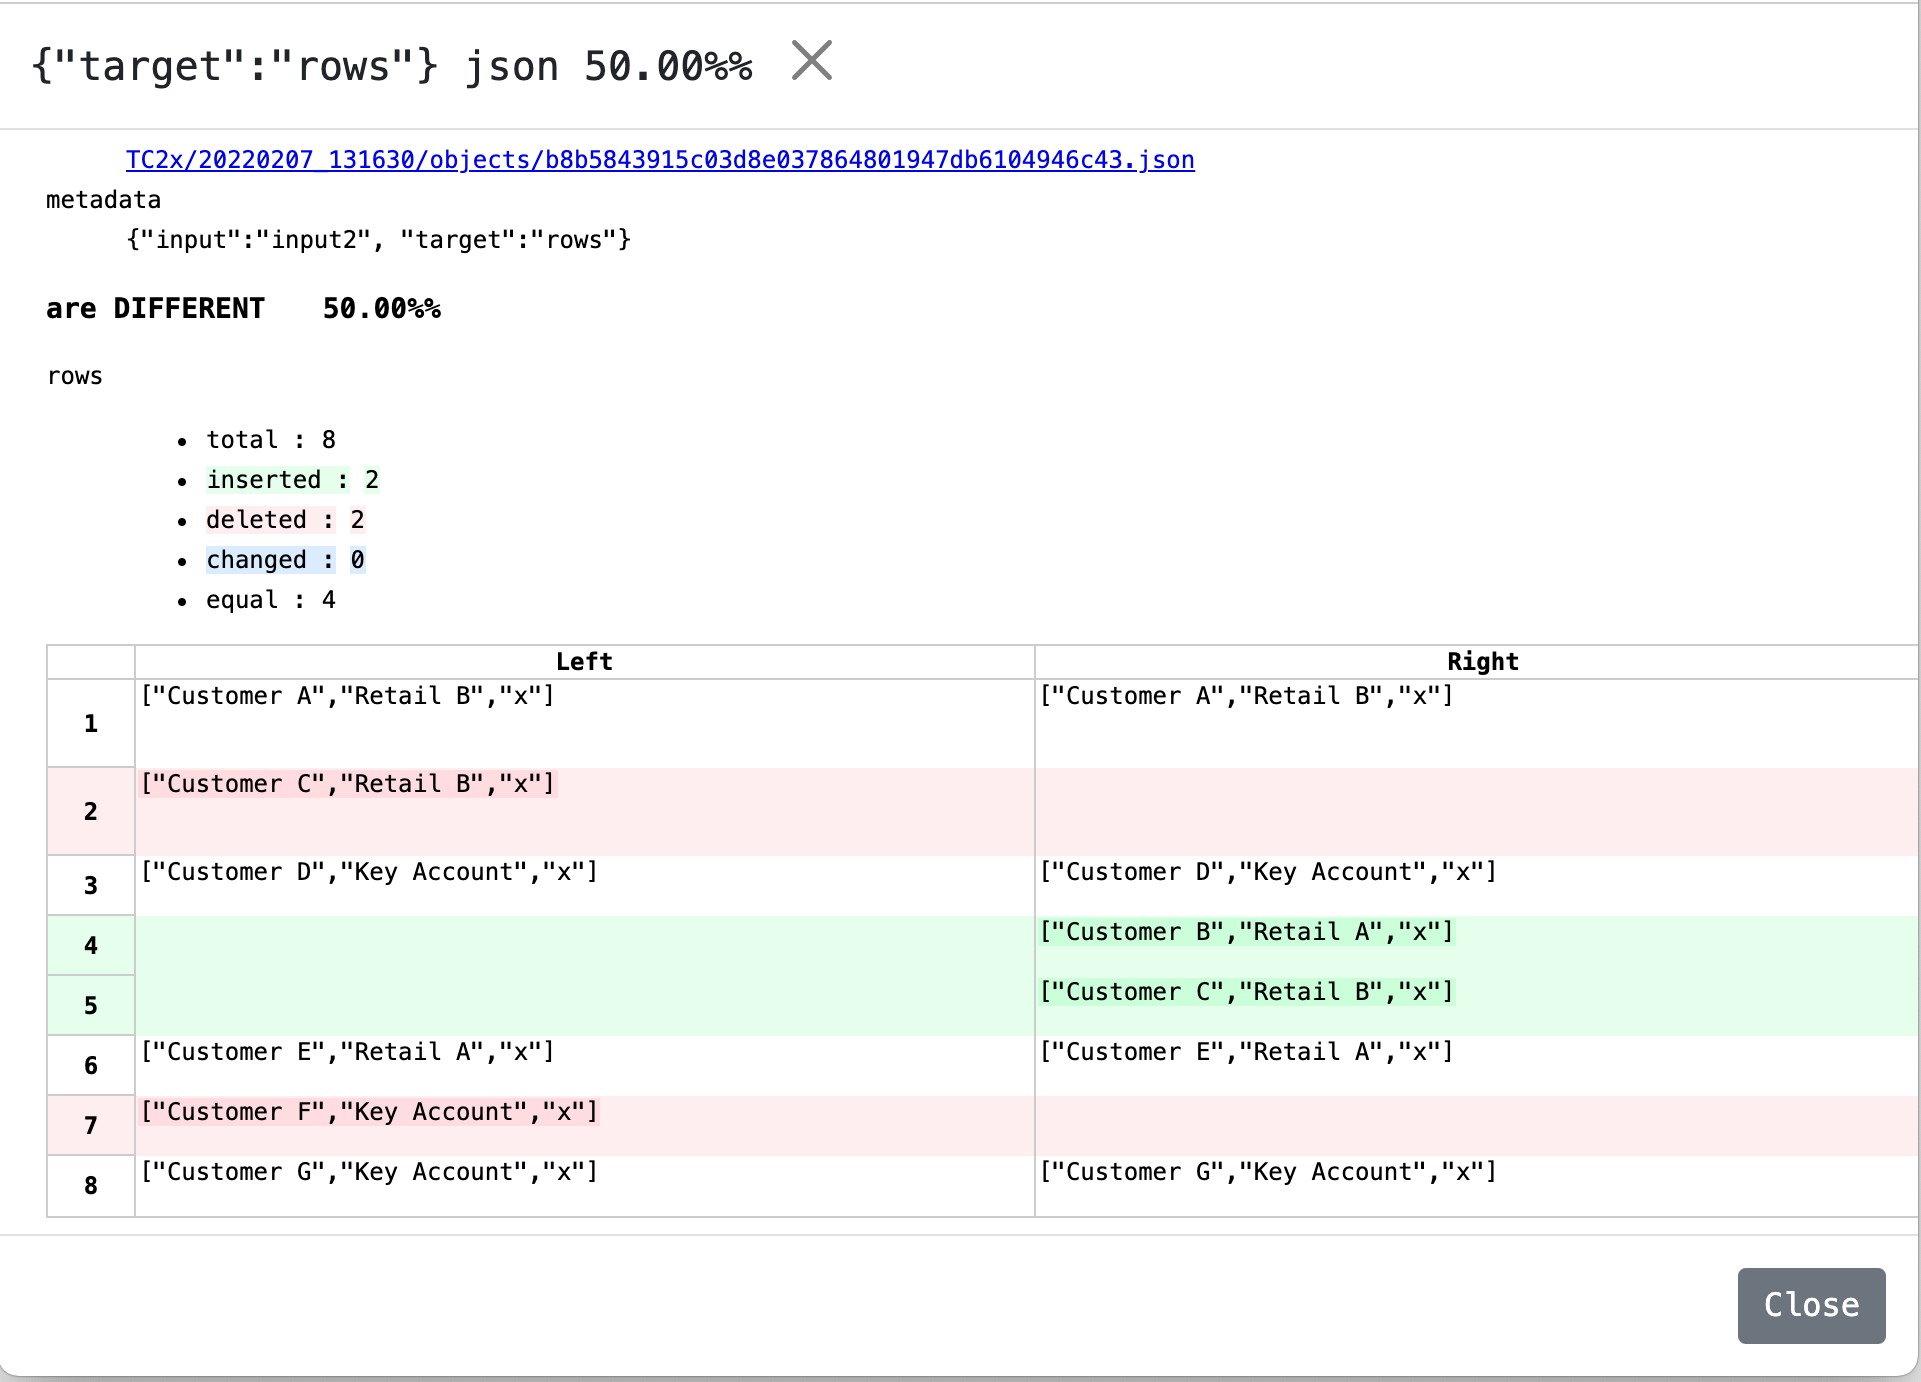 {"target":"rows"} json 50.00%%
TC2x/20220207_131630/objects/b8b5843915c03d8e037864801947db6104946c43.json
metadata
{"input":"input2", "target":"rows"}
are DIFFERENT 50.00%%
rows
• total : 8
• inserted : 2
• deleted : 2
• changed : 0
• equal : 4
Left Right
1 ["Customer A","Retail B","x"] ["Customer A","Retail B","x"]
2 ["Customer C","Retail B","x"]
3 ["Customer D","Key Account","x"] ["Customer D","Key Account","x"]
4 ["Customer B","Retail A","x"]
5 ["Customer C","Retail B","x"]
6 ["Customer E","Retail A","x"] ["Customer E","Retail A","x"]
7 ["Customer F","Key Account","x"]
8 ["Customer G","Key Account","x"] ["Customer G","Key Account","x"]
Close